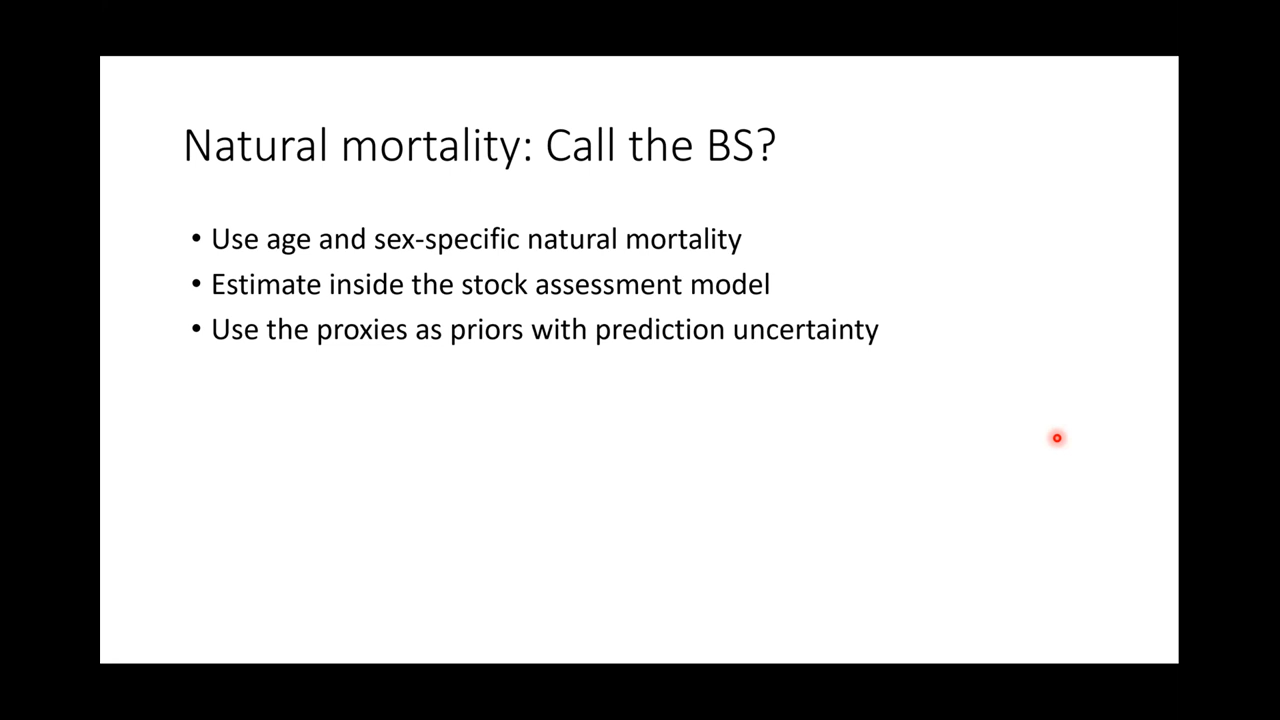 Natural mortality: Call the BS?
• Use age and sex-specific natural mortality
• Estimate inside the stock assessment model
• Use the proxies as priors with prediction uncertainty